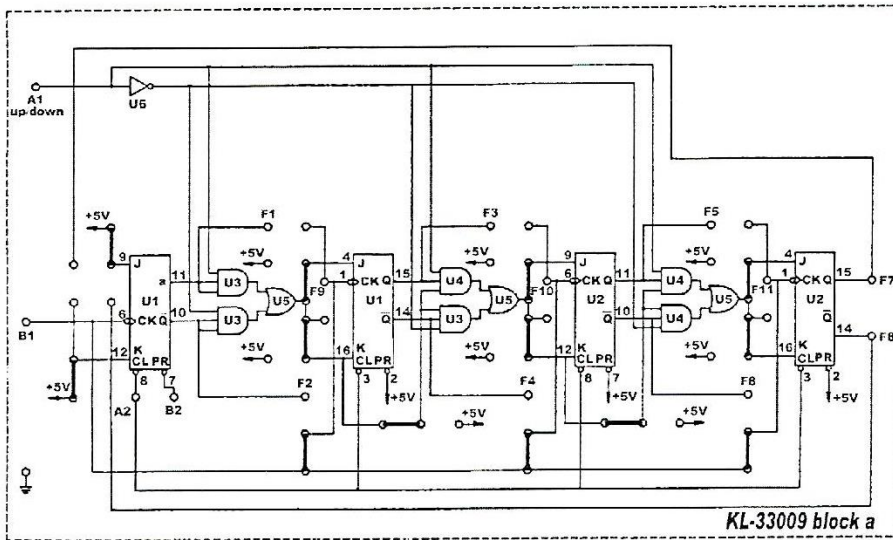 A1
up-down
U6
+5V
F1
F3
F5
+5V
+5V
+5V
9
J
a
11
U3
U5
F9
4
J
1
CK
Q
15
U4
U5
F10
9
J
6
CK
Q
11
U4
U5
F11
4
J
1
CK
Q
15
F7
U1
U1
U2
U2
B1
6
CK
Q
10
U3
Q
14
U3
Q
10
U4
Q
14
F8
K
12
CL
PR
K
16
CL
PR
K
12
CL
PR
K
16
CL
PR
+5V
+5V
+5V
+5V
8
7
3
2
8
7
3
2
A2
B2
F2
+5V
F4
+5V
F8
+5V
+5V
+5V
KL-33009 block a